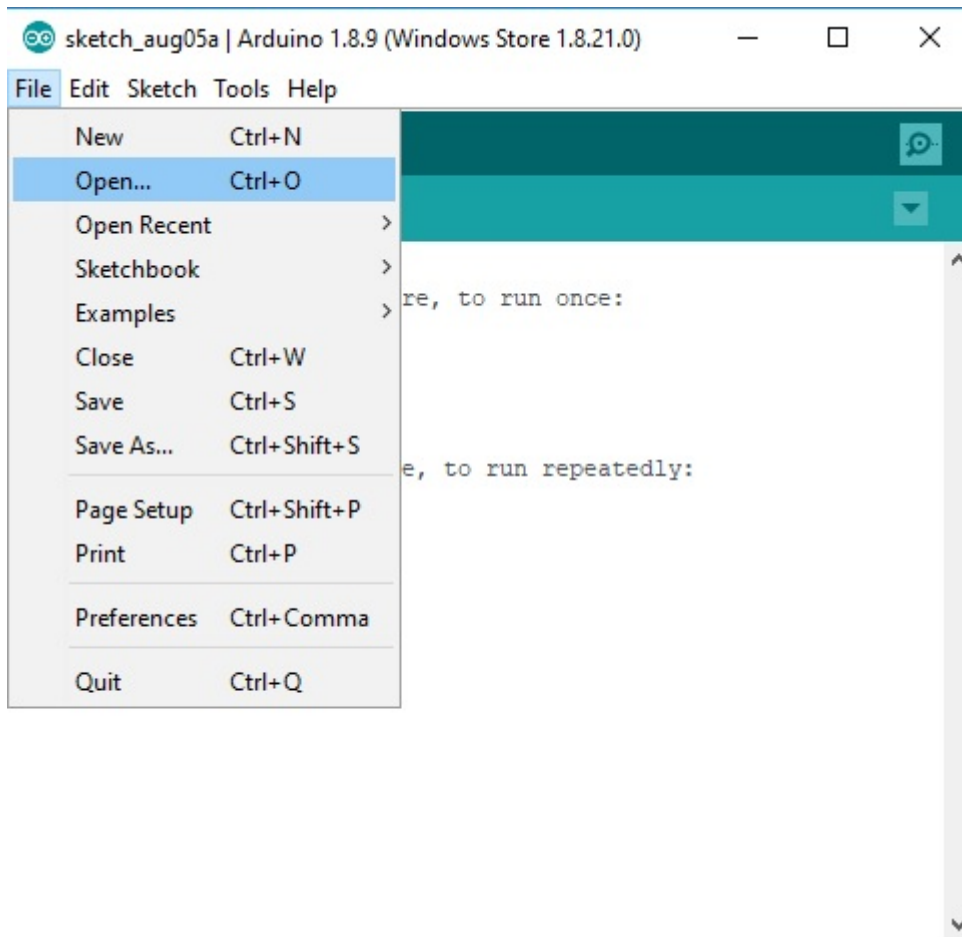 sketch_aug05a | Arduino 1.8.9 (Windows Store 1.8.21.0)
File Edit Sketch Tools Help
New Ctrl+N
Open... Ctrl+O
Open Recent
Sketchbook
re, to run once:
Examples
Close Ctrl+W
Save Ctrl+S
Save As... Ctrl+Shift+S
e, to run repeatedly:
Page Setup Ctrl+Shift+P
Print Ctrl+P
Preferences Ctrl+Comma
Quit Ctrl+Q